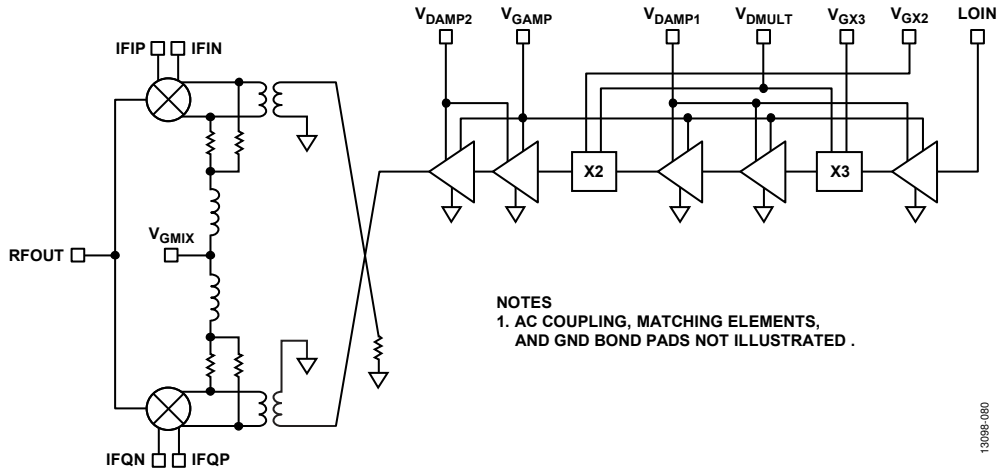 VDAMP2 VGAMP VDAMP1 VDMULT VGX3 VGX2 LOIN
IFIP IFIN
X2 X3
VGMIX
RFOUT
NOTES
1. AC COUPLING, MATCHING ELEMENTS,
AND GND BOND PADS NOT ILLUSTRATED .
IFQN IFQP
13098-080